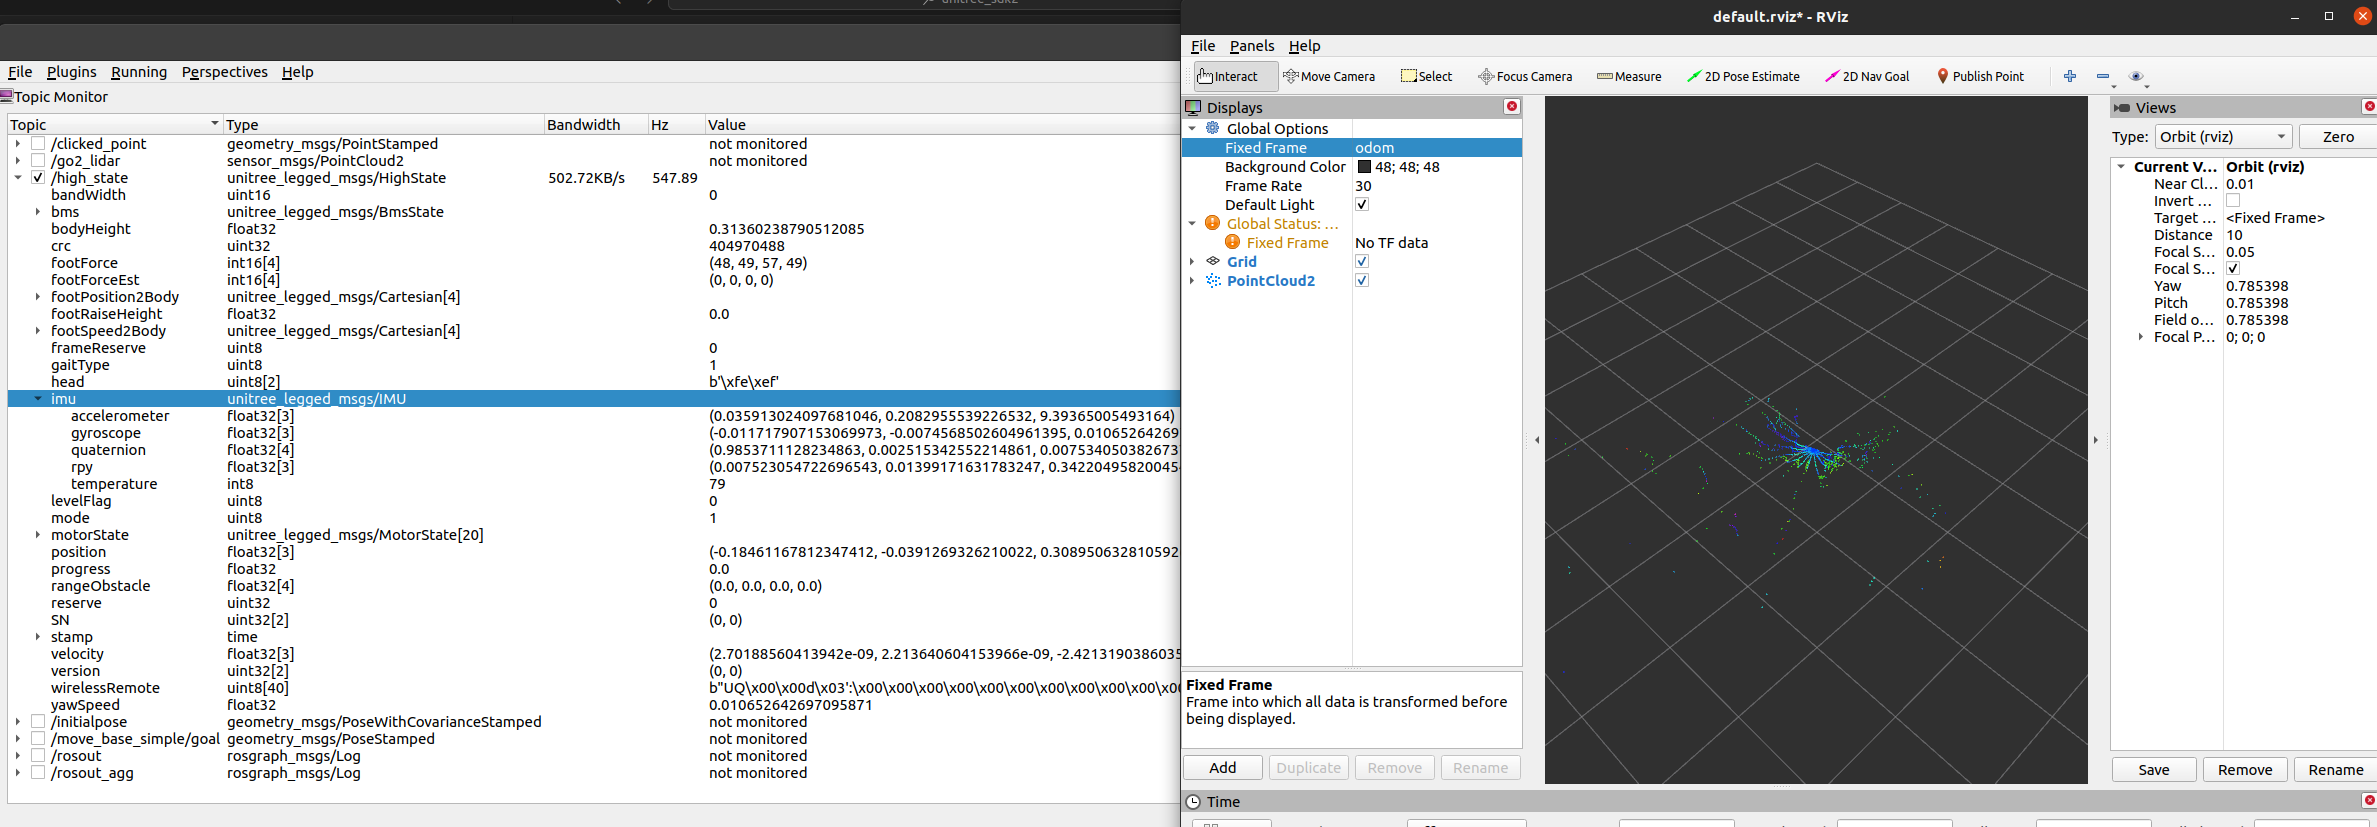 default.rviz* - RViz
File Plugins Running Perspectives Help
Topic Monitor
Topic Type Bandwidth Hz Value
/clicked_point geometry_msgs/PointStamped not monitored
/go2_lidar sensor_msgs/PointCloud2 not monitored
/high_state unitree_legged_msgs/HighState 502.72KB/s 547.89
bandWidth uint16 0
bms unitree_legged_msgs/BmsState
bodyHeight float32 0.31360238790512085
crc uint32 404970488
footForce int16[4] (48, 49, 57, 49)
footForceEst int16[4] (0, 0, 0, 0)
footPosition2Body unitree_legged_msgs/Cartesian[4]
footRaiseHeight float32 0.0
footSpeed2Body unitree_legged_msgs/Cartesian[4]
frameReserve uint8 0
gaitType uint8 1
head uint8[2] b'\xfe\xef'
imu unitree_legged_msgs/IMU
accelerometer float32[3] (0.035913024097681046, 0.2082955539226532, 9.39365005493164)
gyroscope float32[3] (-0.011717907153069973, -0.0074568502604961395, 0.01065264269
quaternion float32[4] (0.9853711128234863, 0.002515342552214861, 0.0075340503826737
rpy float32[3] (0.007523054722696543, 0.01399171631783247, 0.342204958200454
temperature int8 79
levelFlag uint8 0
mode uint8 1
motorState unitree_legged_msgs/MotorState[20]
position float32[3] (-0.18461167812347412, -0.0391269326210022, 0.308950632810592
progress float32 0.0
rangeObstacle float32[4] (0.0, 0.0, 0.0, 0.0)
reserve uint32 0
SN uint32[2] (0, 0)
stamp time
velocity float32[3] (2.70188560413942e-09, 2.213640604153966e-09, -2.4213190386035
version uint32[2] (0, 0)
wirelessRemote uint8[40] b"UQ\x00\x00d\x03':\x00\x00\x00\x00\x00\x00\x00\x00\x00\x00\x0
yawSpeed float32 0.010652642697095871
/initialpose geometry_msgs/PoseWithCovarianceStamped not monitored
/move_base_simple/goal geometry_msgs/PoseStamped not monitored
/rosout rosgraph_msgs/Log not monitored
/rosout_agg rosgraph_msgs/Log not monitored
File Panels Help
Interact Move Camera Select Focus Camera Measure 2D Pose Estimate 2D Nav Goal Publish Point
Displays
Global Options
Fixed Frame odom
Background Color 48; 48; 48
Frame Rate 30
Default Light
Global Status: ...
Fixed Frame No TF data
Grid
PointCloud2
Fixed Frame
Frame into which all data is transformed before
being displayed.
Add Duplicate Remove Rename
Views
Type: Orbit (rviz) Zero
Current V... Orbit (rviz)
Near Cl... 0.01
Invert ...
Target ... <Fixed Frame>
Distance 10
Focal S... 0.05
Focal S...
Yaw 0.785398
Pitch 0.785398
Field o... 0.785398
Focal P... 0; 0; 0
Save Remove Rename
Time